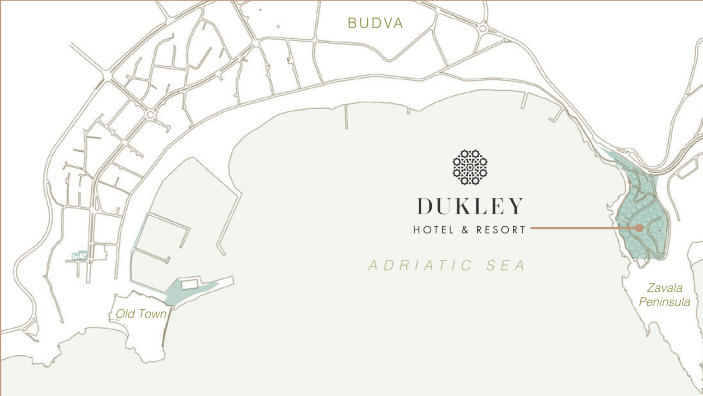 BUDVA
DUKLEY
HOTEL & RESORT
ADRIATIC SEA
Zavala
Peninsula
Old Town